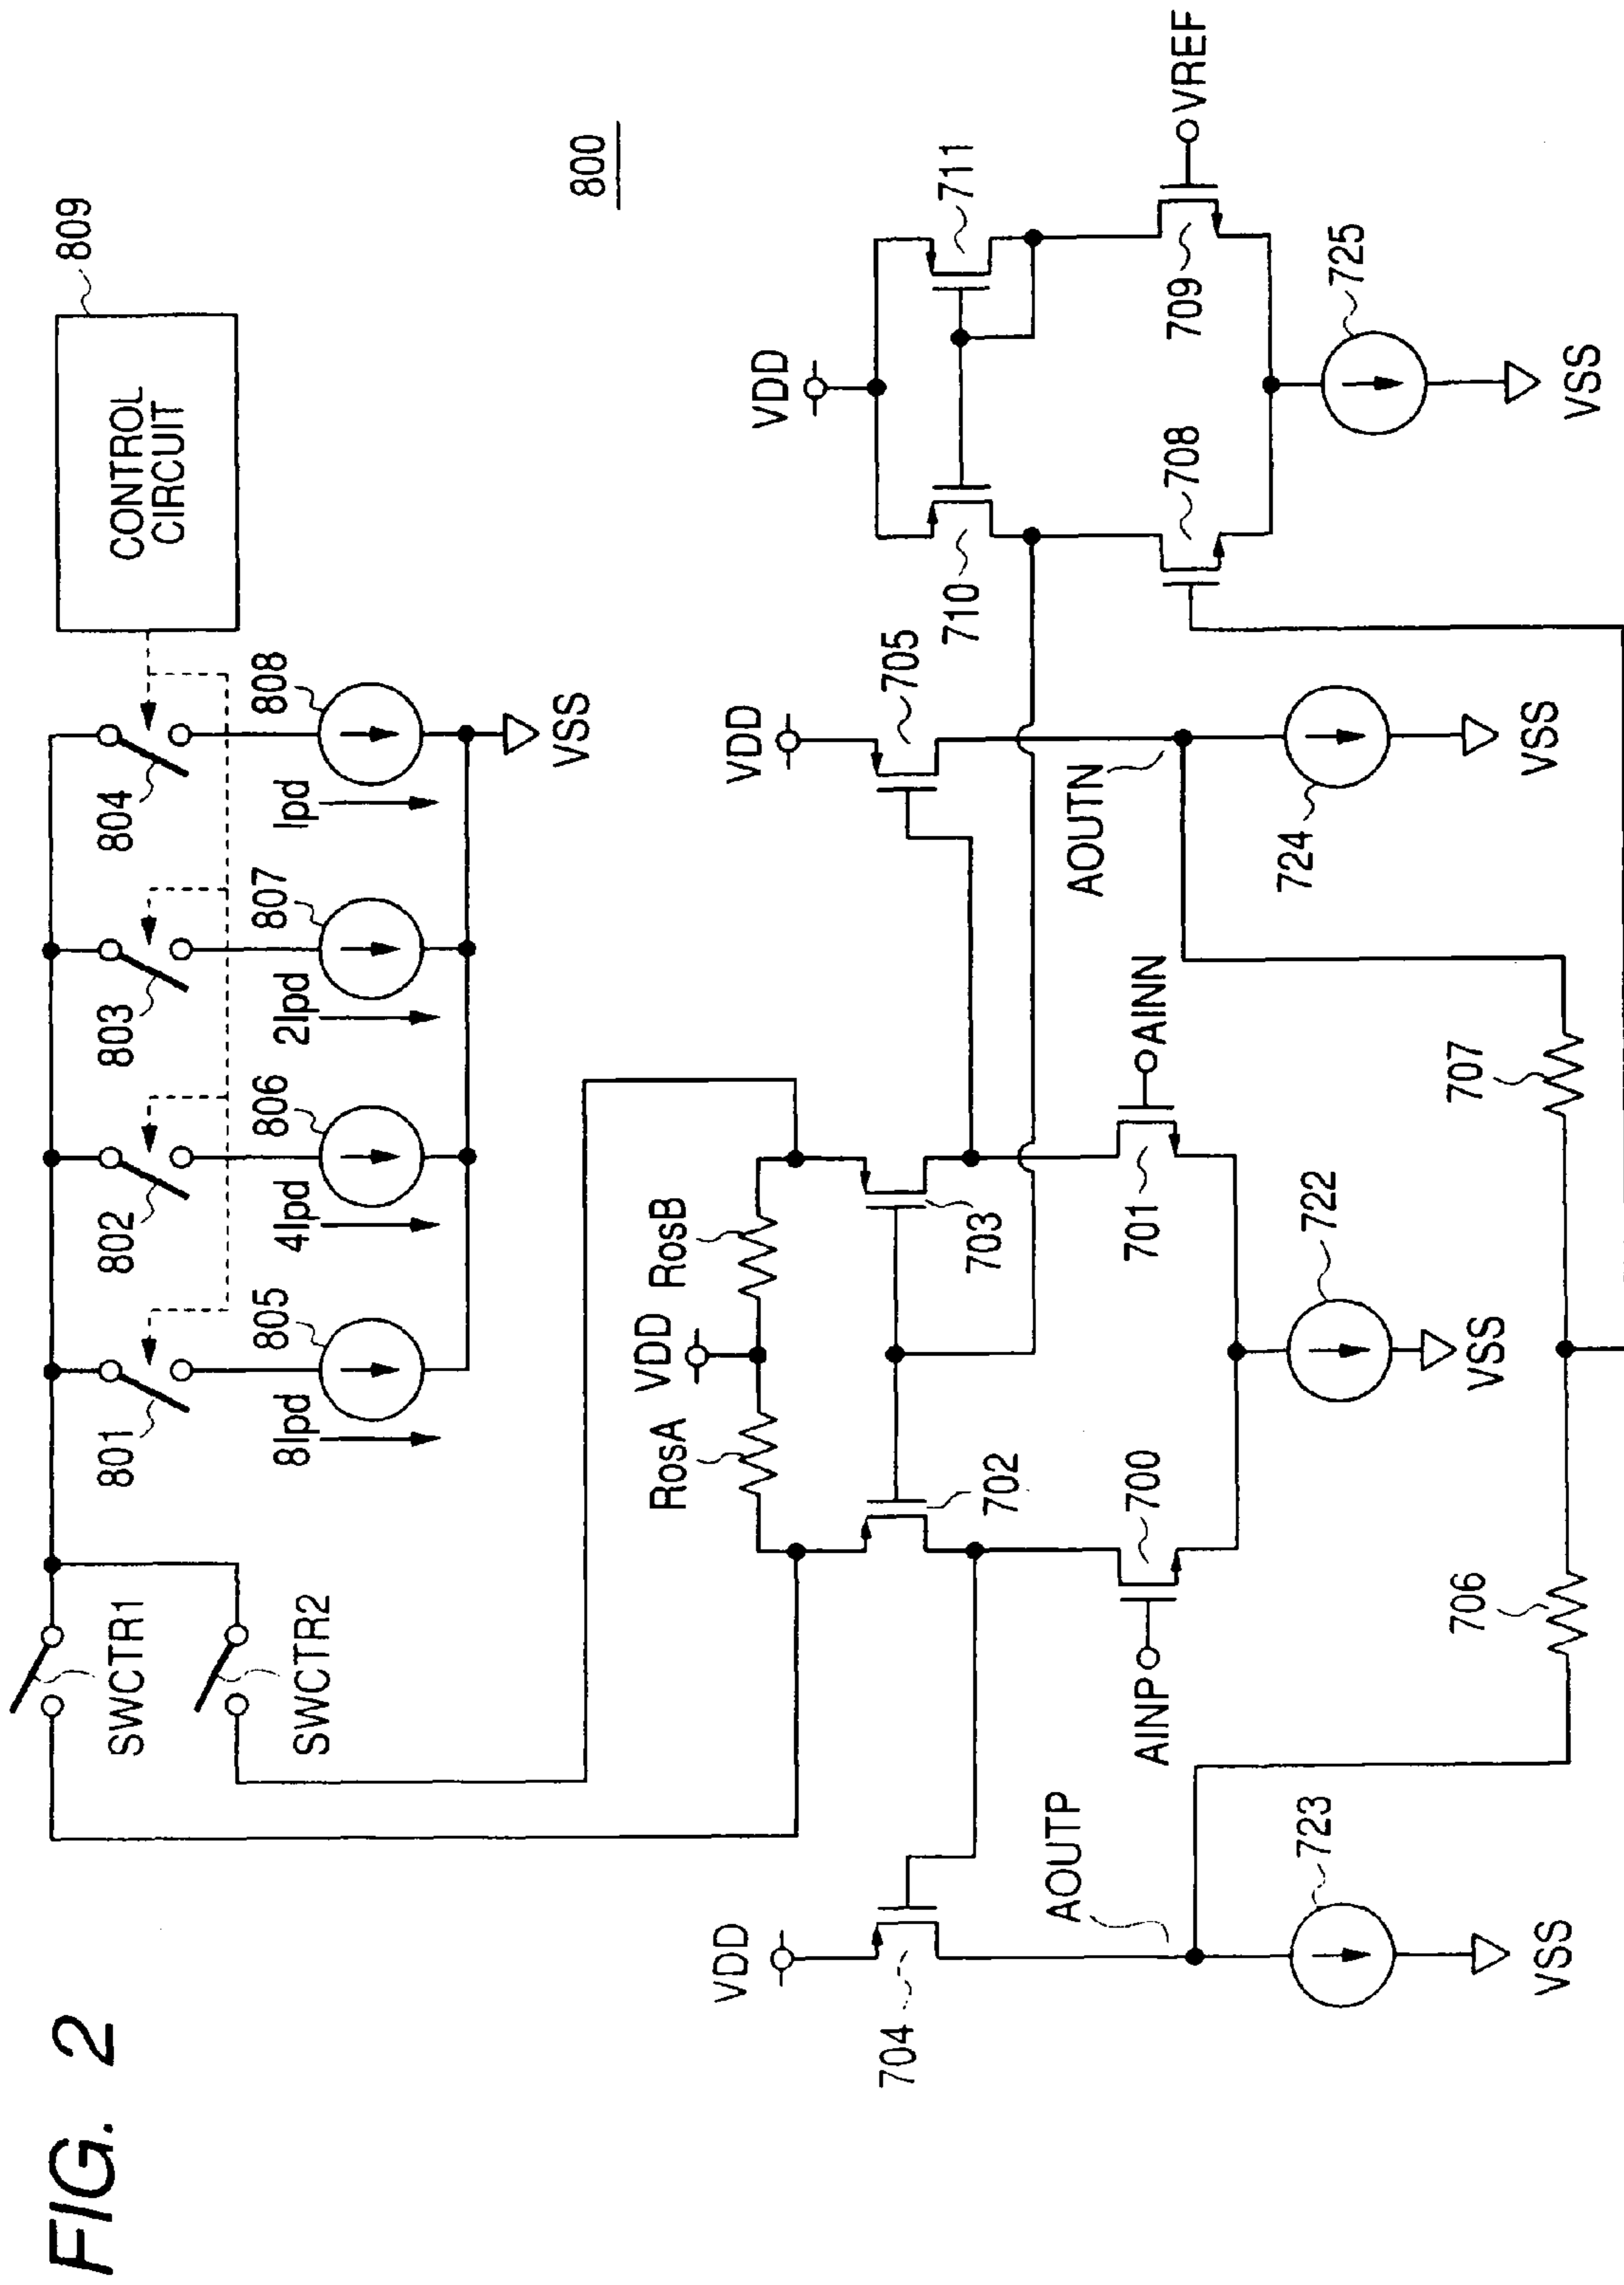 FIG. 2
SWCTR1
SWCTR2
801
802
803
804
809
CONTROL
CIRCUIT
8Ipd
805
4Ipd
806
2Ipd
807
Ipd
808
VSS
800
RosA
VDD
RosB
VDD
704
702
703
VDD
705
VDD
710
711
AOUTP
AINP
700
701
AINN
AOUTN
708
709
VREF
723
VSS
722
VSS
724
VSS
725
VSS
706
707